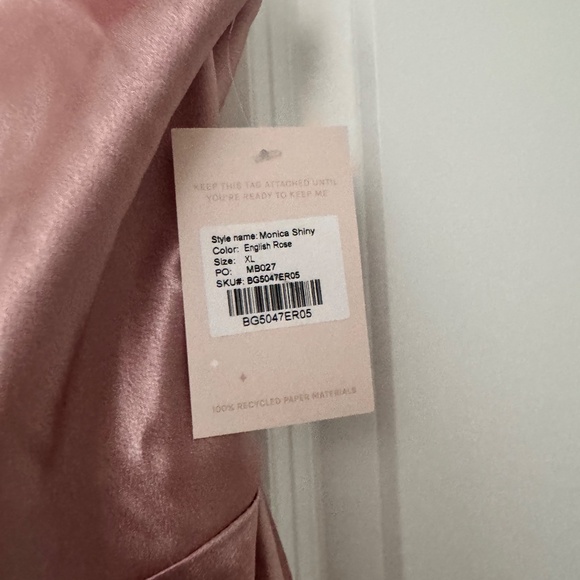 KEEP THIS TAG ATTACHED UNTIL
YOU'RE READY TO KEEP ME
Style name: Monica Shiny
Color: English Rose
Size: XL
PO: MB027
SKU#: BG5047ER05
BG5047ER05
100% RECYCLED PAPER MATERIALS